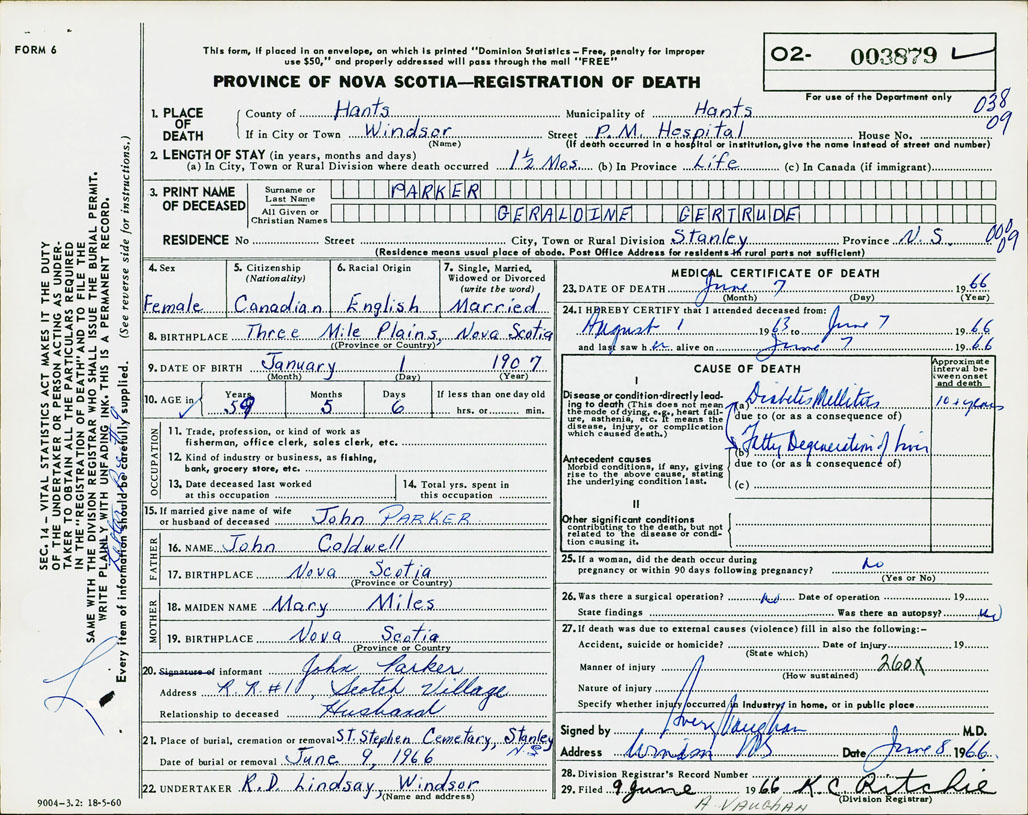 FORM 6
This form, if placed in an envelope, on which is printed "Dominion Statistics – Free, penalty for improper
use $50," and properly addressed will pass through the mail "FREE"
PROVINCE OF NOVA SCOTIA—REGISTRATION OF DEATH
O2- 003879
For use of the Department only
038
09
1. PLACE OF DEATH
County of Hants Municipality of Hants
If in City or Town Windsor Street P.M. Hospital House No.
(Name) (If death occurred in a hospital or institution, give the name instead of street and number)
2. LENGTH OF STAY (in years, months and days)
(a) In City, Town or Rural Division where death occurred 1½ Mos. (b) In Province Life (c) In Canada (if immigrant)
3. PRINT NAME OF DECEASED
Surname or Last Name PARKER
All Given or Christian Names GERALDINE GERTRUDE
RESIDENCE No Street City, Town or Rural Division Stanley Province N.S.
09
(Residence means usual place of abode. Post Office Address for residents in rural parts not sufficient)
4. Sex
Female
5. Citizenship
(Nationality)
Canadian
6. Racial Origin
English
7. Single, Married, Widowed or Divorced
(write the word)
Married
8. BIRTHPLACE Three Mile Plains, Nova Scotia
(Province or Country)
9. DATE OF BIRTH January 1 1907
(Month) (Day) (Year)
10. AGE in Years Months Days If less than one day old
59 5 6 hrs. or min.
OCCUPATION
11. Trade, profession, or kind of work as
fisherman, office clerk, sales clerk, etc.
12. Kind of industry or business, as fishing,
bank, grocery store, etc.
13. Date deceased last worked
at this occupation
14. Total yrs. spent in
this occupation
15. If married give name of wife
or husband of deceased John PARKER
FATHER
16. NAME John Coldwell
17. BIRTHPLACE Nova Scotia
(Province or Country)
MOTHER
18. MAIDEN NAME Mary Miles
19. BIRTHPLACE Nova Scotia
(Province or Country)
20. Signature of informant John Parker
Address R.R. #1, Scotch Village
Relationship to deceased Husband
21. Place of burial, cremation or removal St. Stephen Cemetary, Stanley
N.S
Date of burial or removal June 9, 1966
22. UNDERTAKER R.D. Lindsay, Windsor
(Name and address)
9004-3.2: 18-5-60
MEDICAL CERTIFICATE OF DEATH
23. DATE OF DEATH June 7 1966
(Month) (Day) (Year)
24. I HEREBY CERTIFY that I attended deceased from:
August 1 1963 to June 7 1966
and last saw her alive on June 7 1966
CAUSE OF DEATH
Approximate interval between onset and death
I
Disease or condition directly leading to death (This does not mean the mode of dying, e.g., heart failure, asthenia, etc. It means the disease, injury, or complication which caused death.)
(a) Diabetes Mellitus 10+ years
due to (or as a consequence of)
(b) Fatty Degeneration of Liver
Antecedent causes
Morbid conditions, if any, giving rise to the above cause, stating the underlying condition last.
due to (or as a consequence of)
(c)
II
Other significant conditions
contributing to the death, but not related to the disease or condition causing it.
25. If a woman, did the death occur during
pregnancy or within 90 days following pregnancy? No
(Yes or No)
26. Was there a surgical operation? No Date of operation 19
State findings Was there an autopsy? No
27. If death was due to external causes (violence) fill in also the following:–
Accident, suicide or homicide? Date of injury 19
(State which)
Manner of injury 260X
(How sustained)
Nature of injury
Specify whether injury occurred in industry, in home, or in public place
Signed by Vaughan M.D.
Address Windsor NS Date June 8 1966
28. Division Registrar's Record Number
29. Filed 9 June 1966 K.C. Ritchie
(Division Registrar)
A. VAUGHAN
SEC. 14 – VITAL STATISTICS ACT MAKES IT THE DUTY
OF THE UNDERTAKER OR PERSON ACTING AS UNDER-
TAKER TO OBTAIN ALL THE PARTICULARS REQUIRED
IN THE "REGISTRATION OF DEATH" AND TO FILE THE
SAME WITH THE DIVISION REGISTRAR WHO SHALL ISSUE THE BURIAL PERMIT.
WRITE PLAINLY WITH UNFADING INK. THIS IS A PERMANENT RECORD.
Every item of information should be carefully supplied. (See reverse side for instructions.)